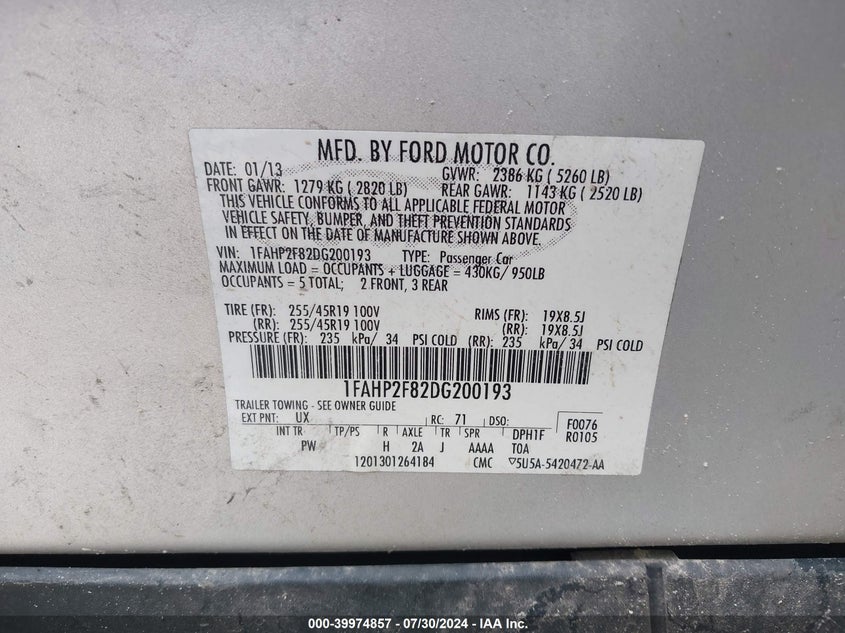 MFD. BY FORD MOTOR CO.
DATE: 01/13 GVWR: 2386 KG ( 5260 LB)
FRONT GAWR: 1279 KG ( 2820 LB) REAR GAWR: 1143 KG ( 2520 LB)
THIS VEHICLE CONFORMS TO ALL APPLICABLE FEDERAL MOTOR
VEHICLE SAFETY, BUMPER, AND THEFT PREVENTION STANDARDS
IN EFFECT ON THE DATE OF MANUFACTURE SHOWN ABOVE.
VIN: 1FAHP2F82DG200193 TYPE: Passenger Car
MAXIMUM LOAD = OCCUPANTS + LUGGAGE = 430KG/ 950LB
OCCUPANTS = 5 TOTAL: 2 FRONT, 3 REAR
TIRE (FR): 255/45R19 100V RIMS (FR): 19X8.5J
(RR): 255/45R19 100V (RR): 19X8.5J
PRESSURE (FR): 235 kPa/ 34 PSI COLD (RR): 235 kPa/ 34 PSI COLD
1FAHP2F82DG200193
TRAILER TOWING - SEE OWNER GUIDE
EXT PNT: UX RC: 71 DSO: F0076
INT TR TP/PS R AXLE TR SPR DPH1F R0105
PW H 2A J AAAA TOA
1201301264184 CMC ▽5U5A-5420472-AA
000-39974857 / 07/30/2024 - COPYRIGHT IAA, LLC.